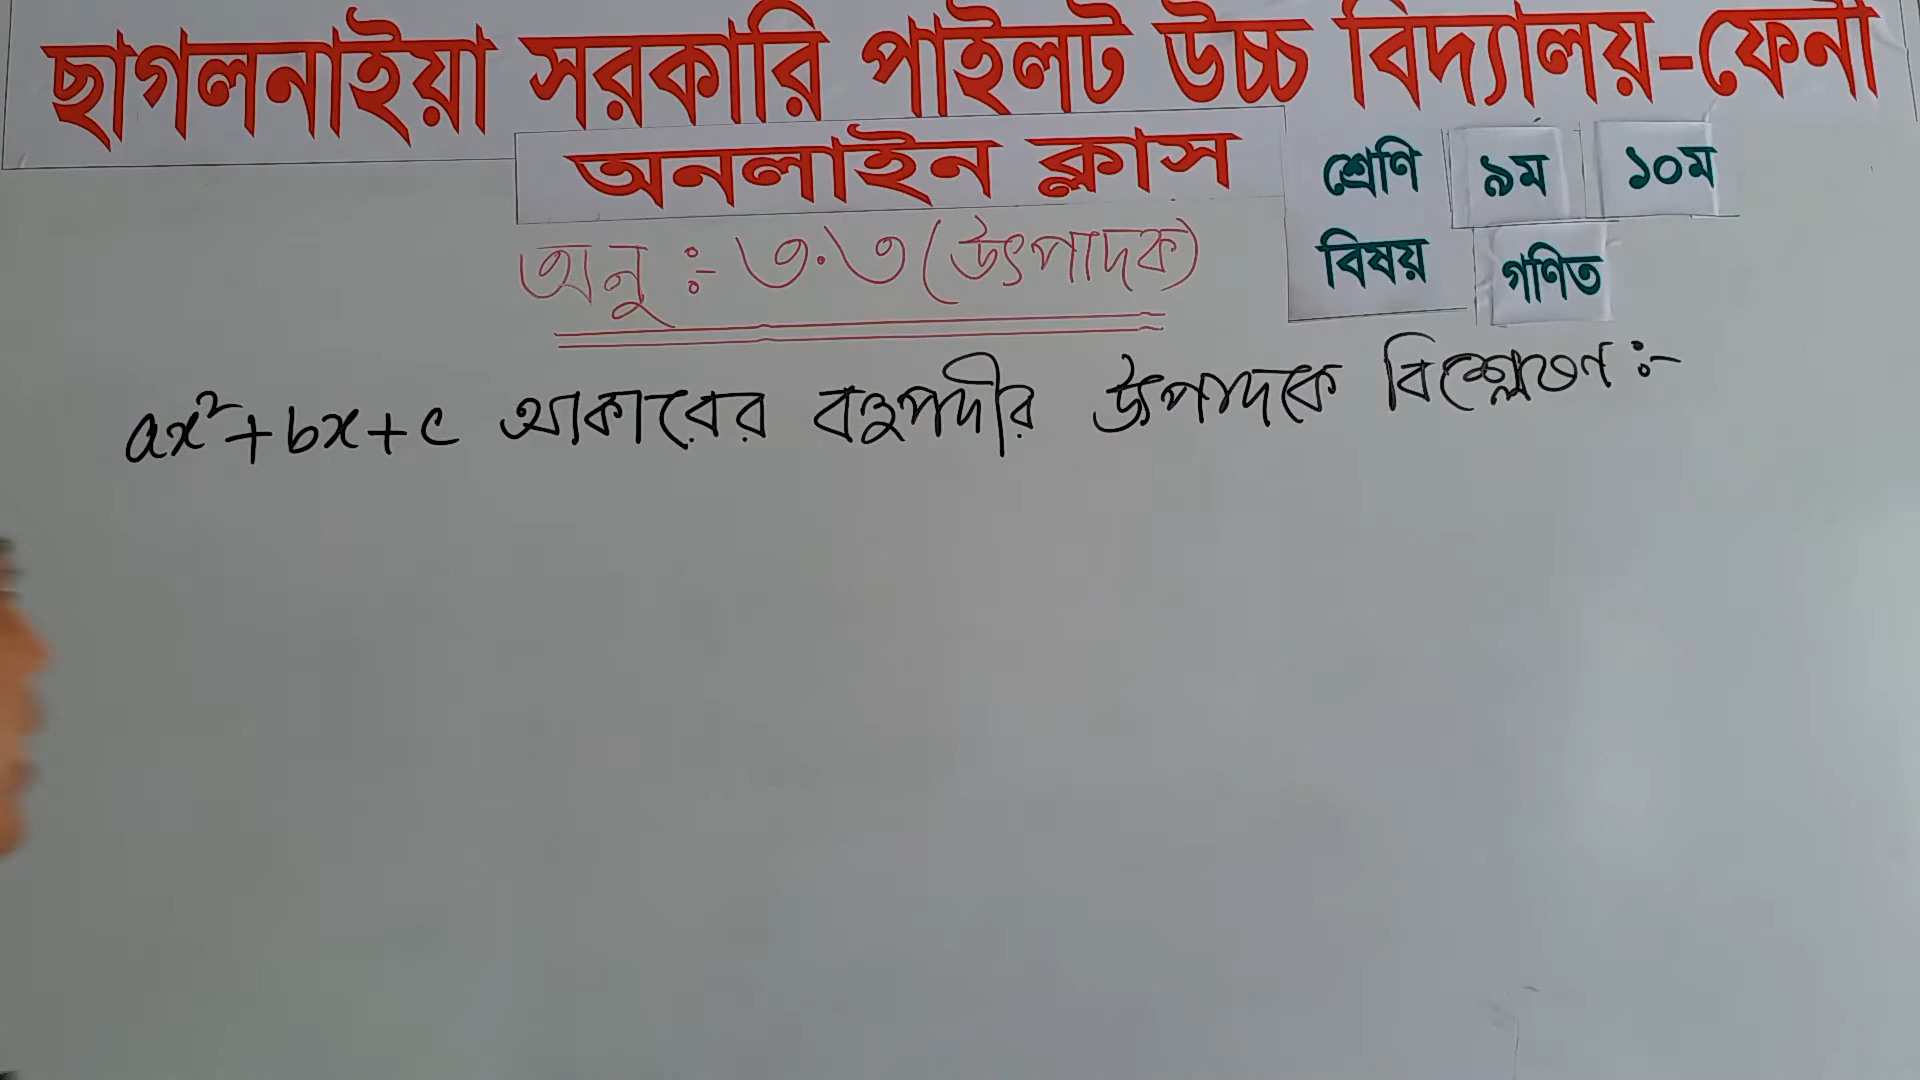 ছাগলনাইয়া সরকারি পাইলট উচ্চ বিদ্যালয়-ফেনী
অনলাইন ক্লাস
শ্রেণি ৯ম ১০ম
অনু :- ৩.৩ (উৎপাদক)
বিষয় গণিত
ax²+bx+c আকারের বহুপদীর উৎপাদকে বিশ্লেষণ :-